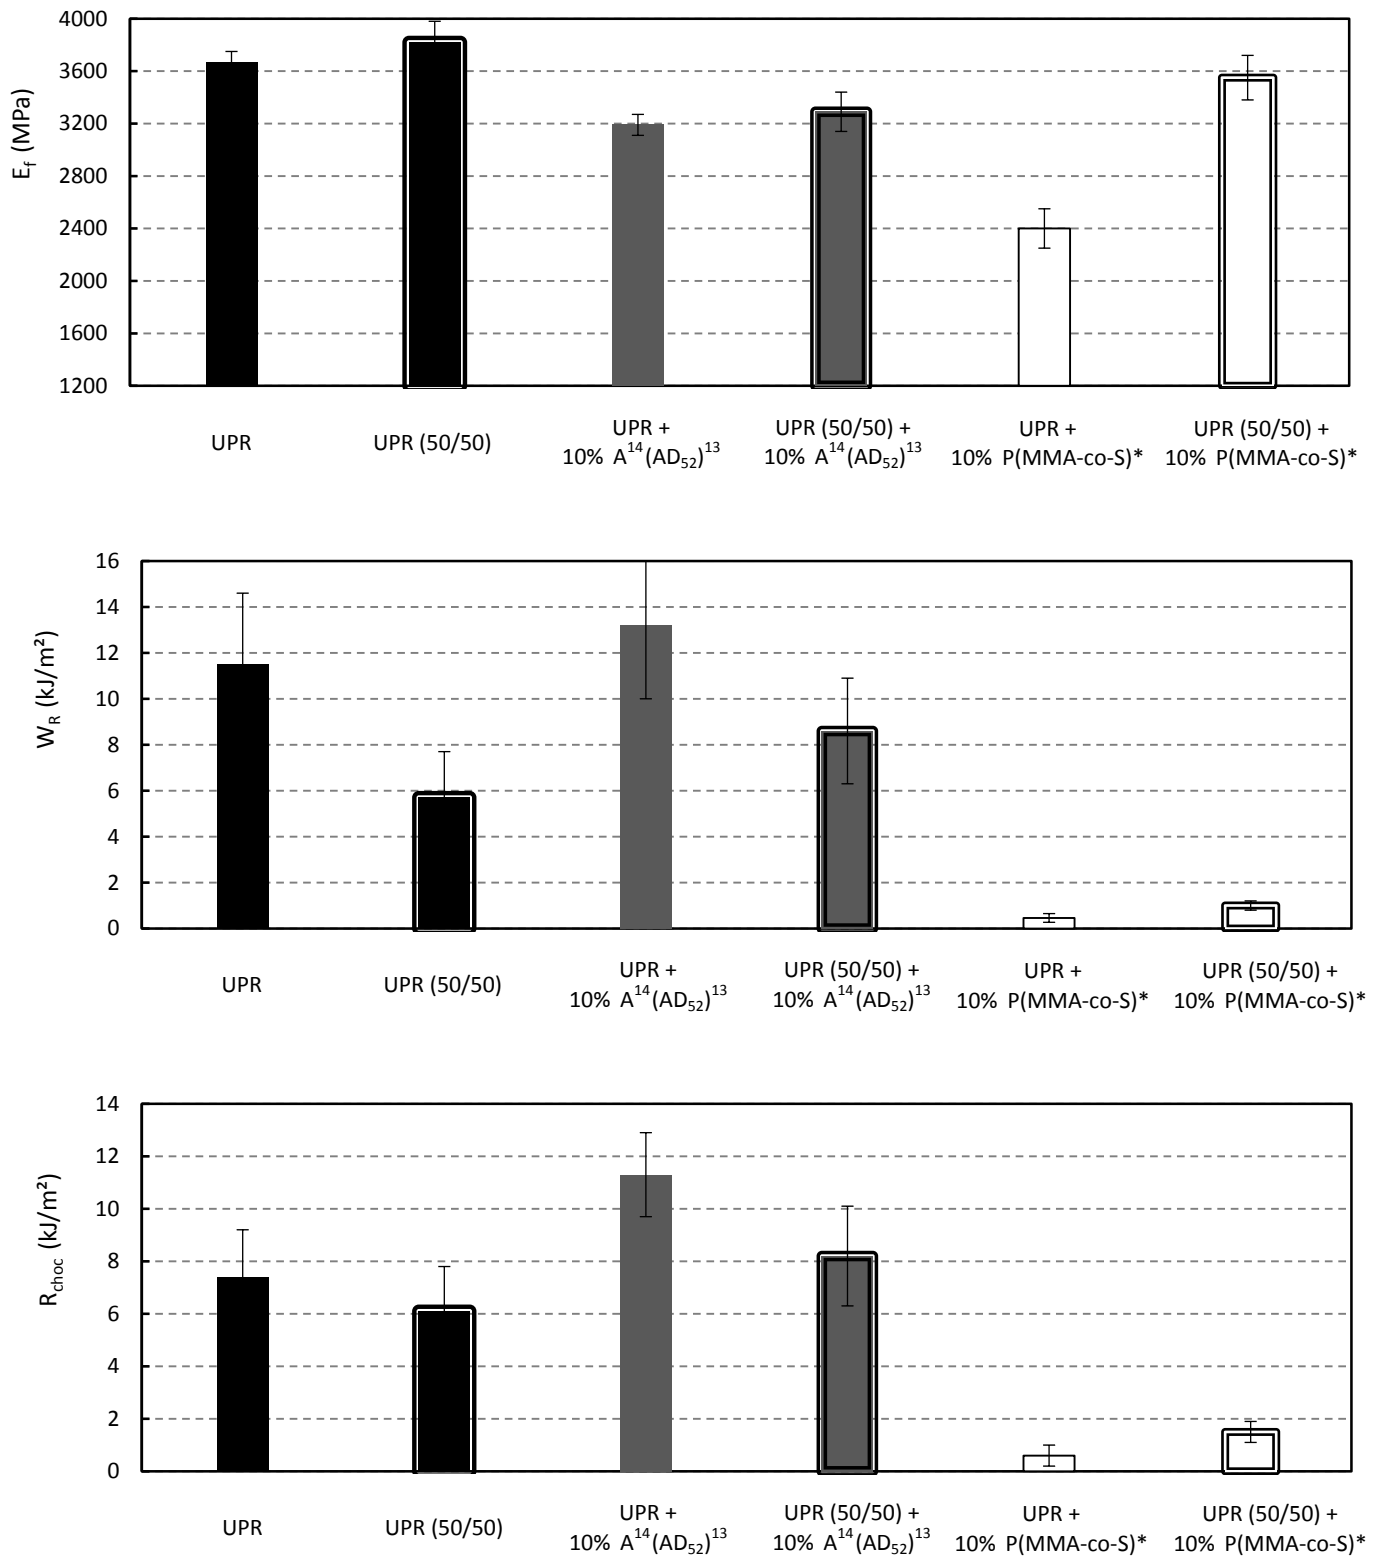 4000
3600
3200
2800
2400
2000
1600
1200
E_f (MPa)
UPR
UPR (50/50)
UPR +
10% A^14(AD_52)^13
UPR (50/50) +
10% A^14(AD_52)^13
UPR +
10% P(MMA-co-S)*
UPR (50/50) +
10% P(MMA-co-S)*
16
14
12
10
8
6
4
2
0
W_R (kJ/m²)
UPR
UPR (50/50)
UPR +
10% A^14(AD_52)^13
UPR (50/50) +
10% A^14(AD_52)^13
UPR +
10% P(MMA-co-S)*
UPR (50/50) +
10% P(MMA-co-S)*
14
12
10
8
6
4
2
0
R_choc (kJ/m²)
UPR
UPR (50/50)
UPR +
10% A^14(AD_52)^13
UPR (50/50) +
10% A^14(AD_52)^13
UPR +
10% P(MMA-co-S)*
UPR (50/50) +
10% P(MMA-co-S)*